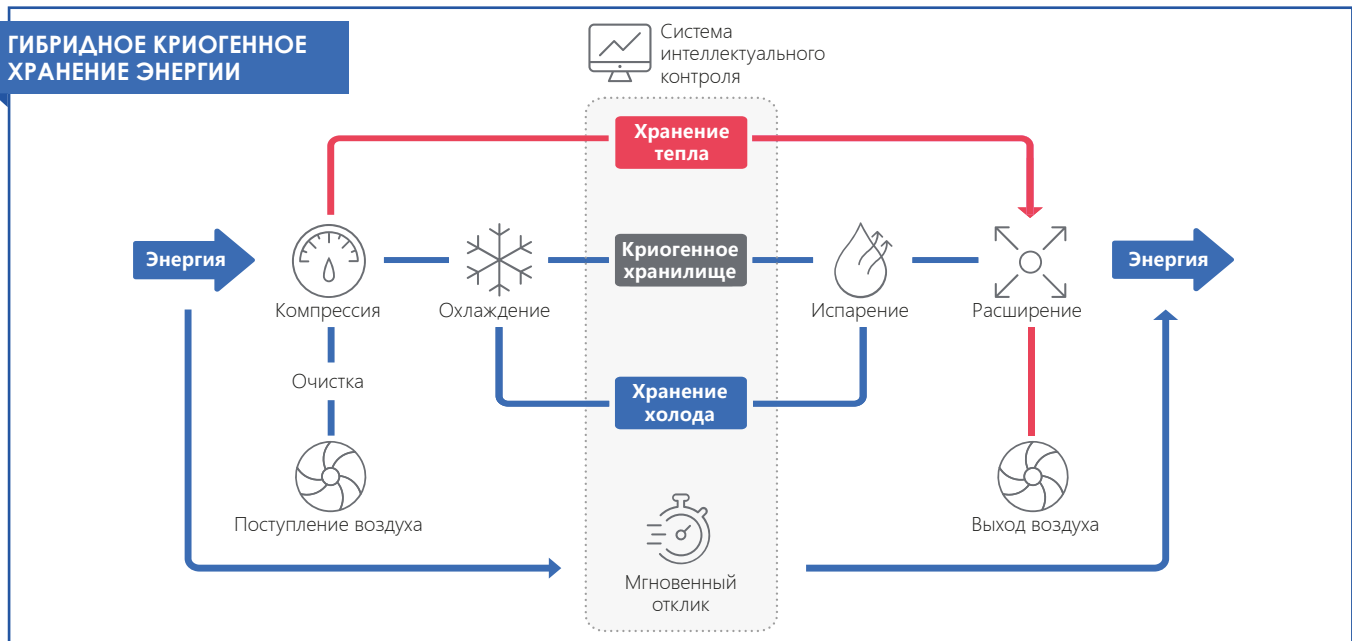 ГИБРИДНОЕ КРИОГЕННОЕ
ХРАНЕНИЕ ЭНЕРГИИ
Система
интеллектуального
контроля
Хранение
тепла
Энергия
Криогенное
хранилище
Энергия
Компрессия
Охлаждение
Испарение
Расширение
Очистка
Хранение
холода
Поступление воздуха
Выход воздуха
Мгновенный
отклик